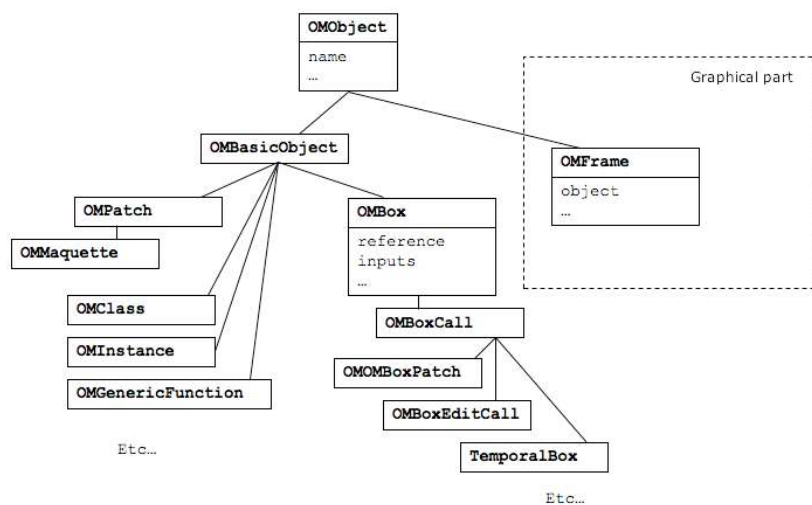 OMObject
name
…
Graphical part
OMBasicObject
OMFrame
object
…
OMPatch
OMMaquette
OMBox
reference
inputs
…
OMClass
OMInstance
OMGenericFunction
OMBoxCall
OMOMBoxPatch
OMBoxEditCall
TemporalBox
Etc…
Etc…